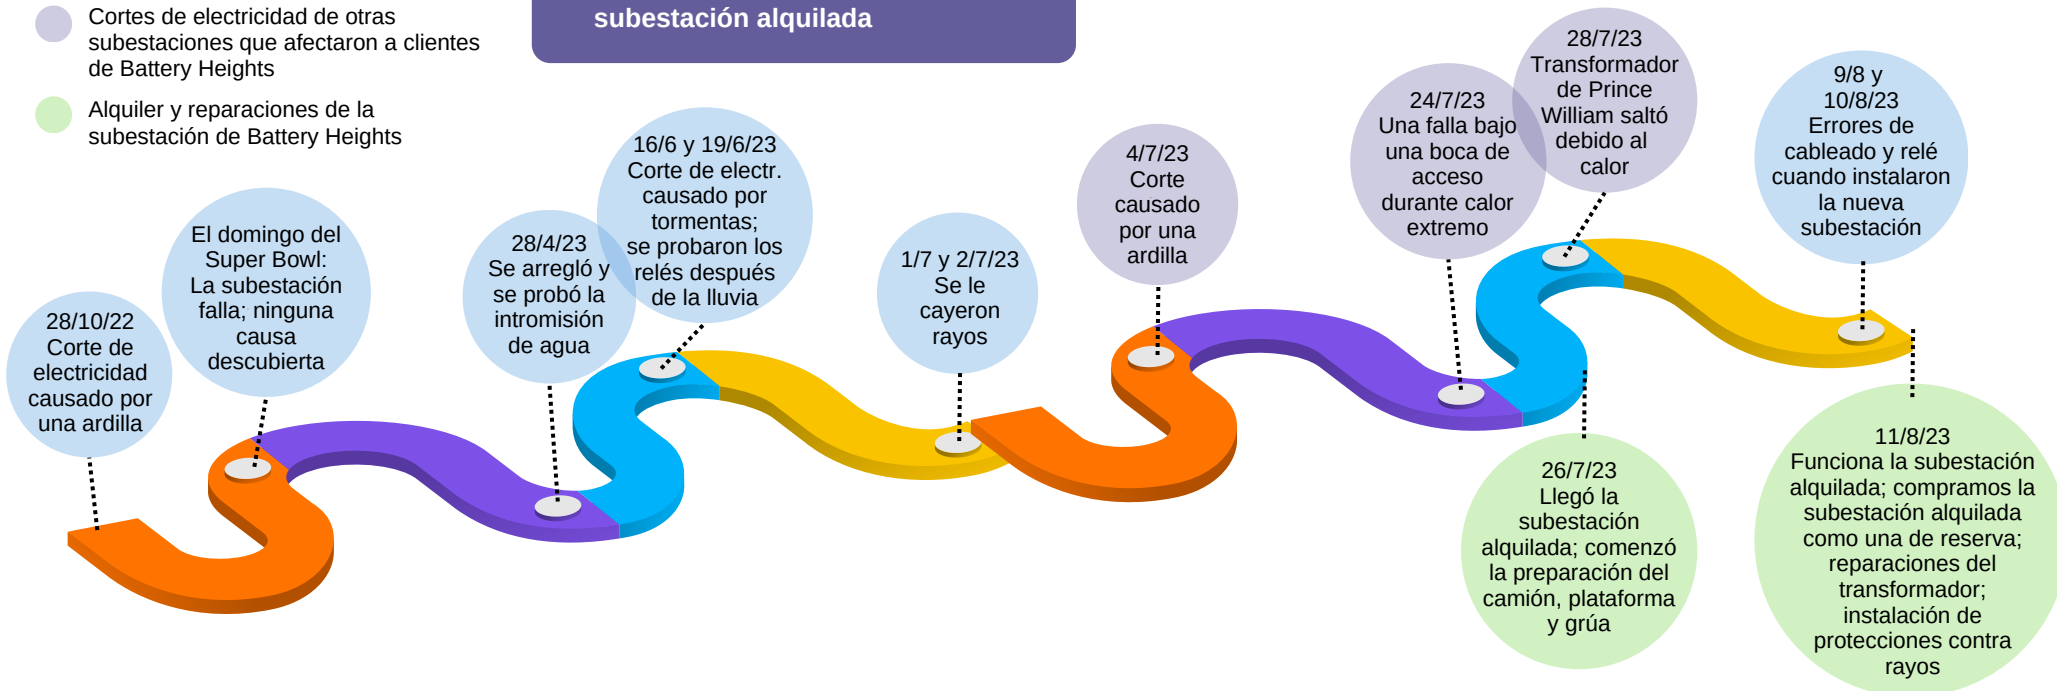 Cortes de electricidad de otras
subestaciones que afectaron a clientes
de Battery Heights
Alquiler y reparaciones de la
subestación de Battery Heights
subestación alquilada
28/10/22
Corte de
electricidad
causado por
una ardilla
El domingo del
Super Bowl:
La subestación
falla; ninguna
causa
descubierta
28/4/23
Se arregló y
se probó la
intromisión
de agua
16/6 y 19/6/23
Corte de electr.
causado por
tormentas;
se probaron los
relés después
de la lluvia
1/7 y 2/7/23
Se le
cayeron
rayos
4/7/23
Corte
causado
por una
ardilla
24/7/23
Una falla bajo
una boca de
acceso
durante calor
extremo
26/7/23
Llegó la
subestación
alquilada; comenzó
la preparación del
camión, plataforma
y grúa
28/7/23
Transformador
de Prince
William saltó
debido al
calor
9/8 y
10/8/23
Errores de
cableado y relé
cuando instalaron
la nueva
subestación
11/8/23
Funciona la subestación
alquilada; compramos la
subestación alquilada
como una de reserva;
reparaciones del
transformador;
instalación de
protecciones contra
rayos